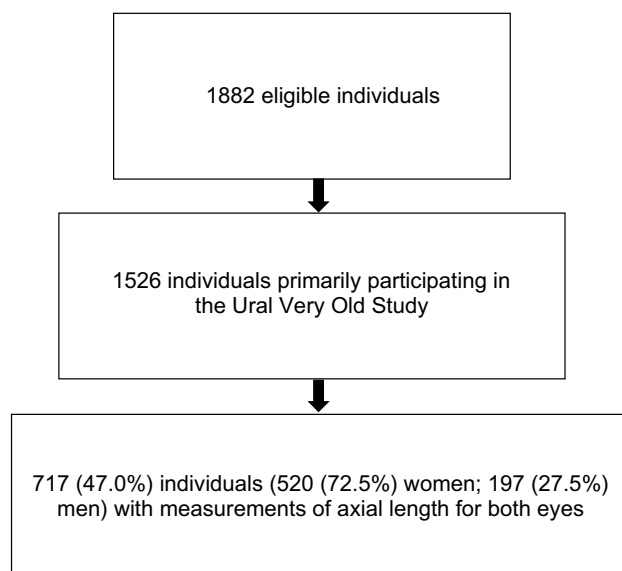 1882 eligible individuals
1526 individuals primarily participating in
the Ural Very Old Study
717 (47.0%) individuals (520 (72.5%) women; 197 (27.5%)
men) with measurements of axial length for both eyes